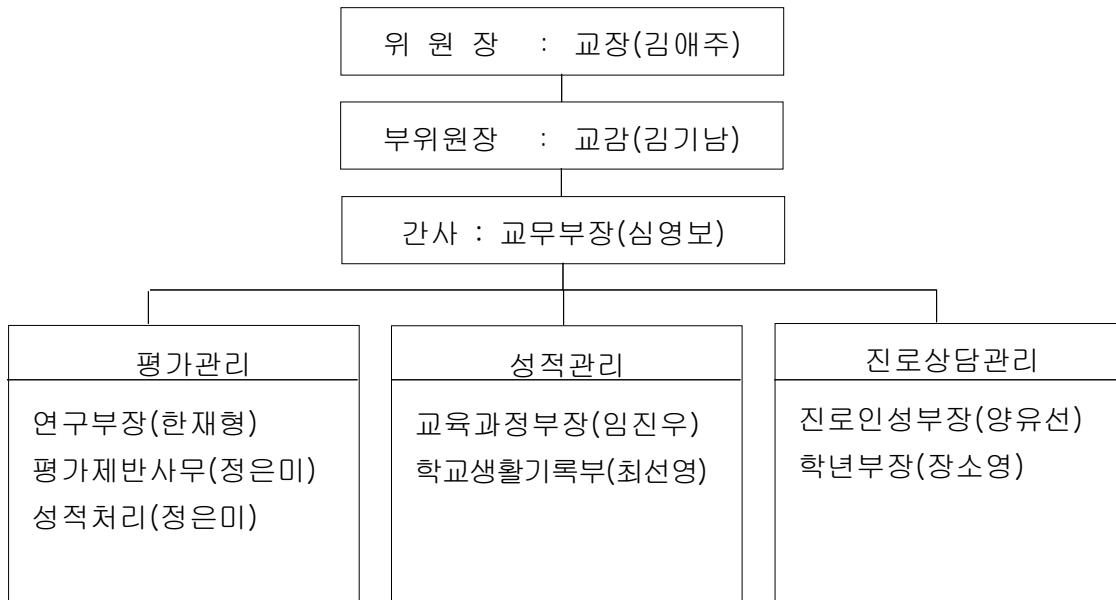 위 원 장 : 교장(김애주)
부위원장 : 교감(김기남)
간사 : 교무부장(심영보)
평가관리
연구부장(한재형)
평가제반사무(정은미)
성적처리(정은미)
성적관리
교육과정부장(임진우)
학교생활기록부(최선영)
진로상담관리
진로인성부장(양유선)
학년부장(장소영)